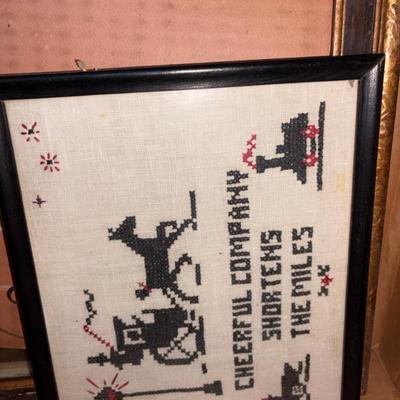 CHEERFUL COMPANY
SHORTENS
THE MILES